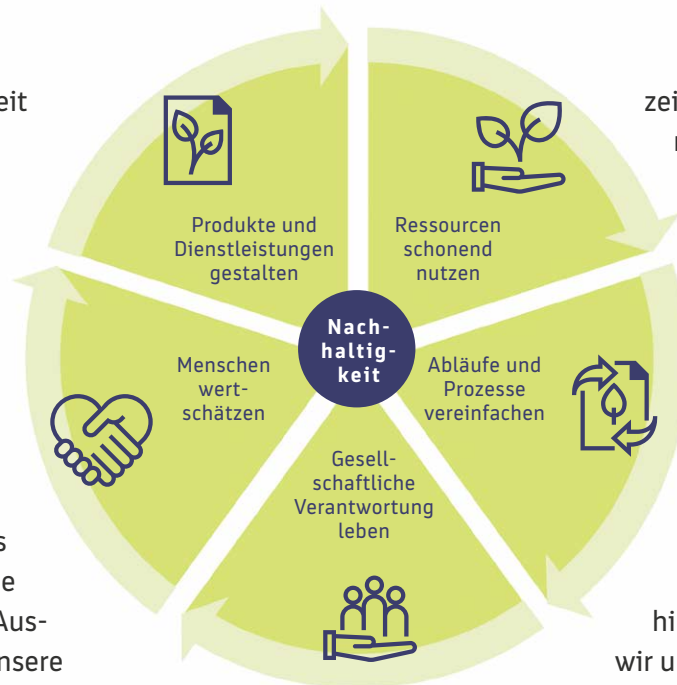 eit
zei
Produkte und
Dienstleistungen
gestalten
Ressourcen
schonend
nutzen
Nach-
haltig-
keit
Menschen
wert-
schätzen
Abläufe und
Prozesse
vereinfachen
Gesell-
schaftliche
Verantwortung
leben
s
e
Aus-
nsere
hi
wir u